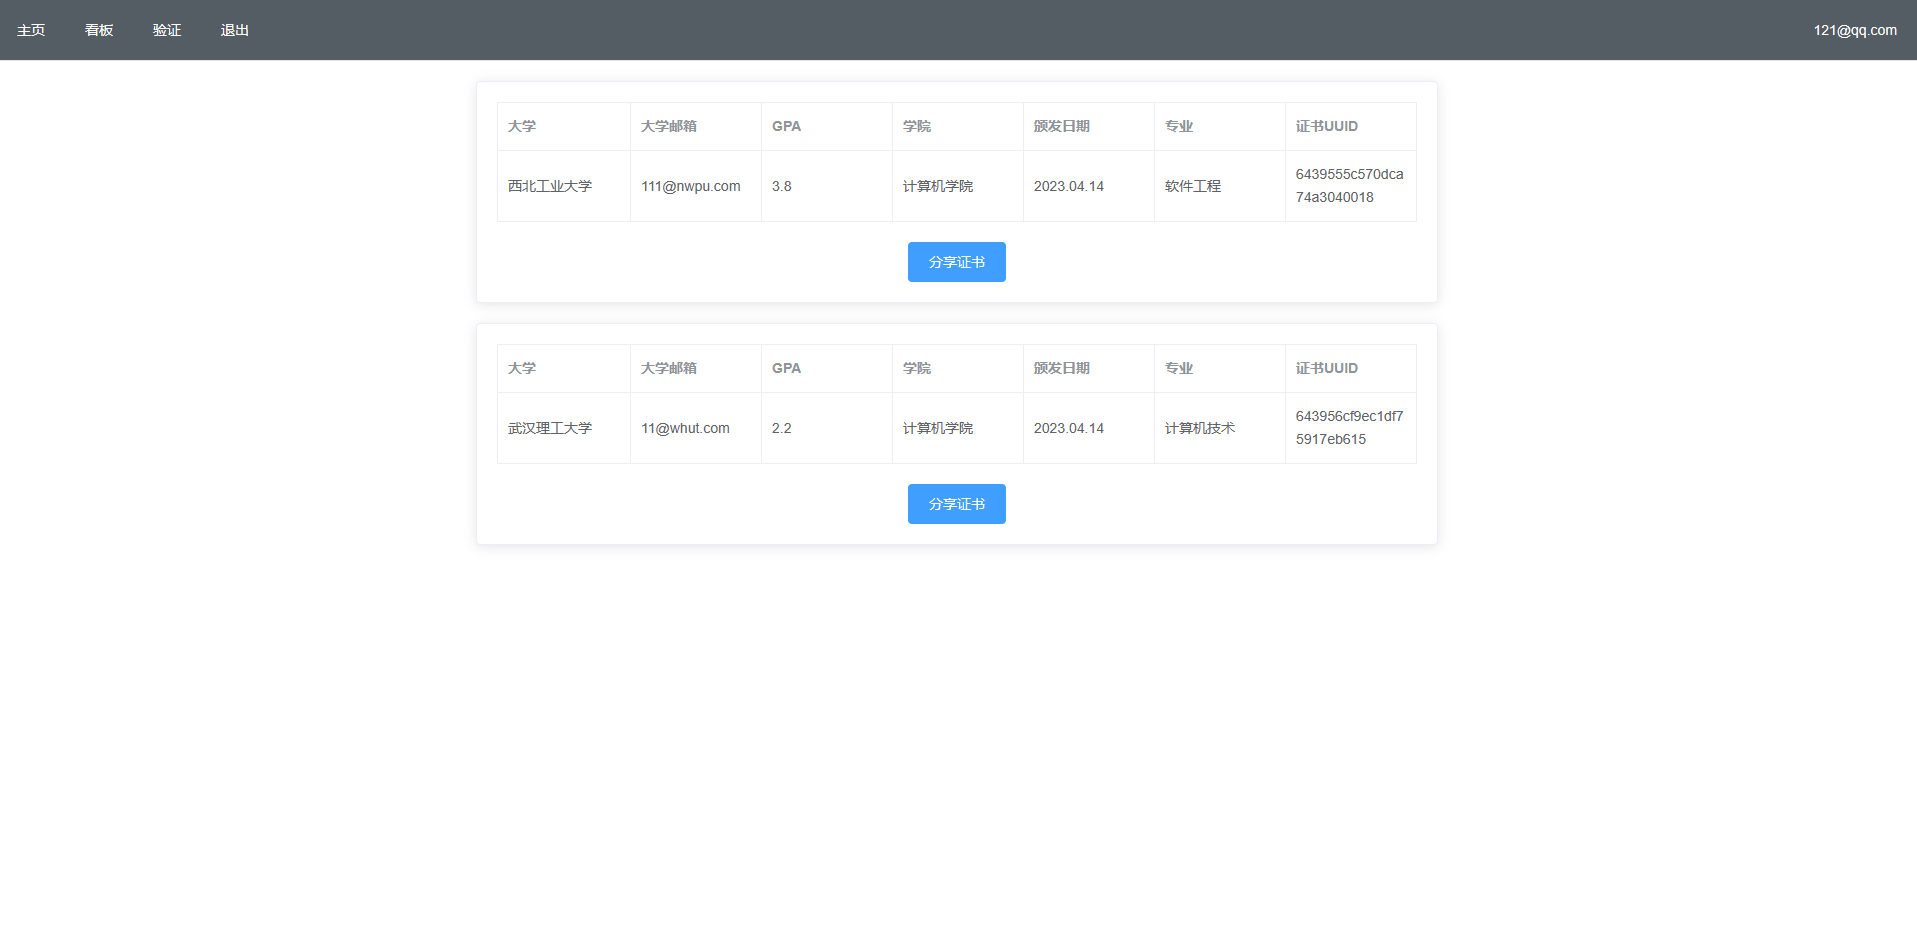 主页 看板 验证 退出 121@qq.com
大学 大学邮箱 GPA 学院 颁发日期 专业 证书UUID
西北工业大学 111@nwpu.com 3.8 计算机学院 2023.04.14 软件工程 6439555c570dca
74a3040018
分享证书
大学 大学邮箱 GPA 学院 颁发日期 专业 证书UUID
武汉理工大学 11@whut.com 2.2 计算机学院 2023.04.14 计算机技术 643956cf9ec1df7
5917eb615
分享证书